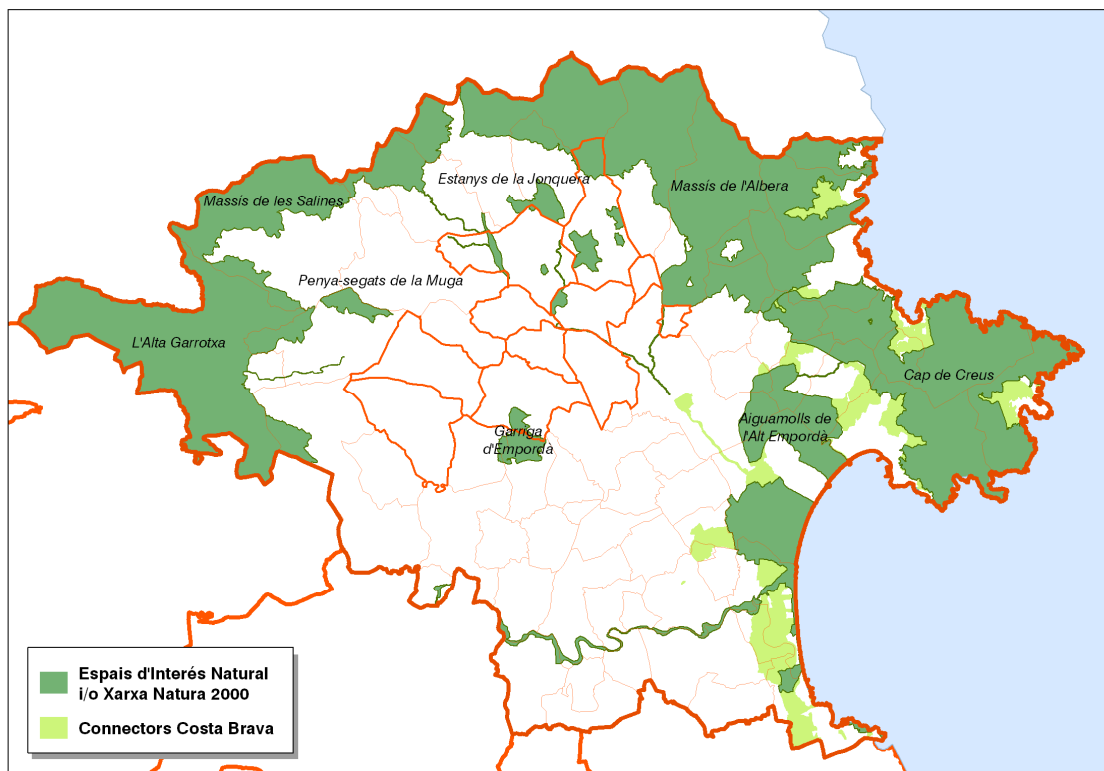 Estanys de la Jonquera
Massís de l'Albera
Massís de les Salines
Penya-segats de la Muga
L'Alta Garrotxa
Cap de Creus
Aiguamolls de
l'Alt Empordà
Garriga
d'Empordà
Espais d'Interés Natural
i/o Xarxa Natura 2000
Connectors Costa Brava